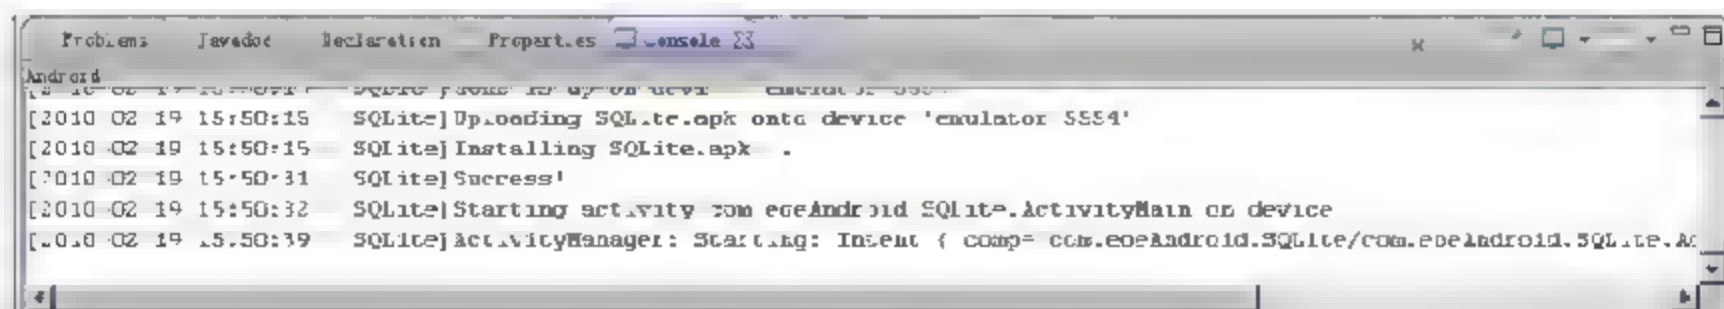 Problems Javadoc Declaration Properties Console
Android
[2010-02-19 15:50:15 SQLite]Uploading SQLite.apk onto device 'emulator-5554'
[2010-02-19 15:50:15 SQLite]Installing SQLite.apk
[2010-02-19 15:50:31 SQLite]Success!
[2010-02-19 15:50:32 SQLite]Starting activity com.eoeAndroid.SQLite.ActivityMain on device
[2010-02-19 15:50:39 SQLite]ActivityManager: Starting: Intent { comp= com.eoeAndroid.SQLite/com.eoeAndroid.SQLite.Ac